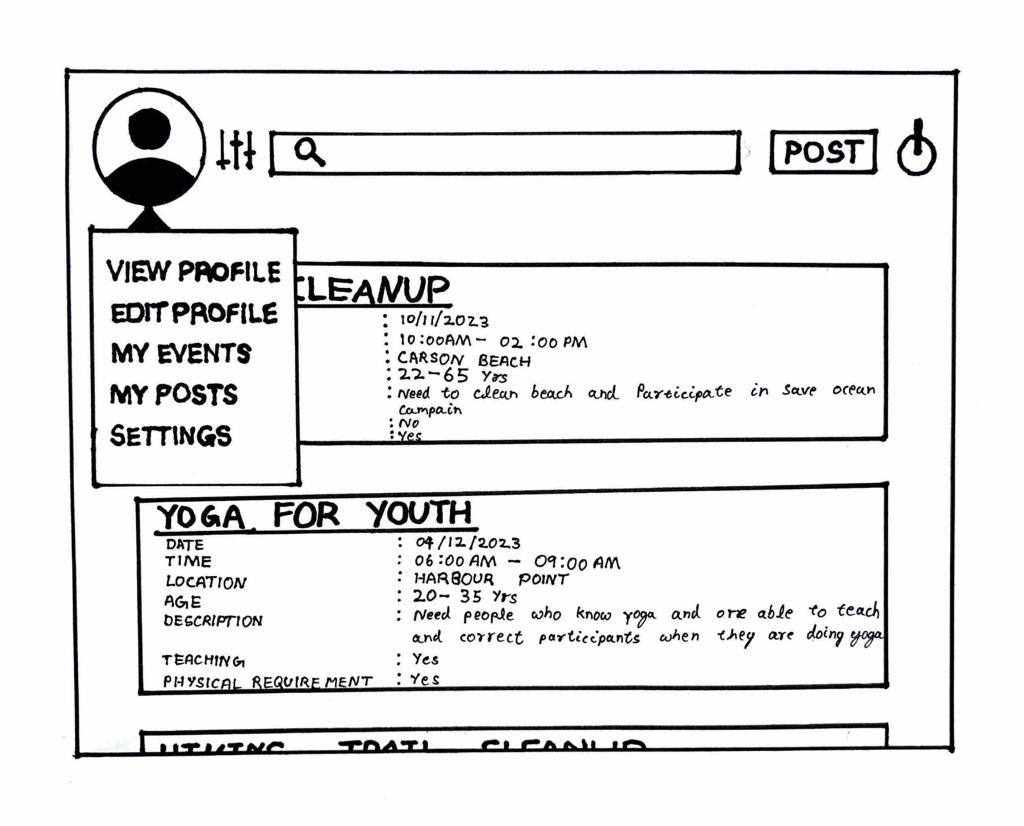 POST
VIEW PROFILE
EDIT PROFILE
MY EVENTS
MY POSTS
SETTINGS
CLEANUP
: 10/11/2023
: 10:00AM - 02:00 PM
: CARSON BEACH
: 22-65 Yrs
: Need to clean beach and Participate in Save ocean
Campain
: No
: Yes
YOGA FOR YOUTH
DATE : 04/12/2023
TIME : 06:00 AM - 09:00 AM
LOCATION : HARBOUR POINT
AGE : 20-35 Yrs
DESCRIPTION : Need people who know yoga and are able to teach
and correct participants when they are doing yoga
TEACHING : Yes
PHYSICAL REQUIREMENT : Yes
HIKING TRAIL CLEANUP